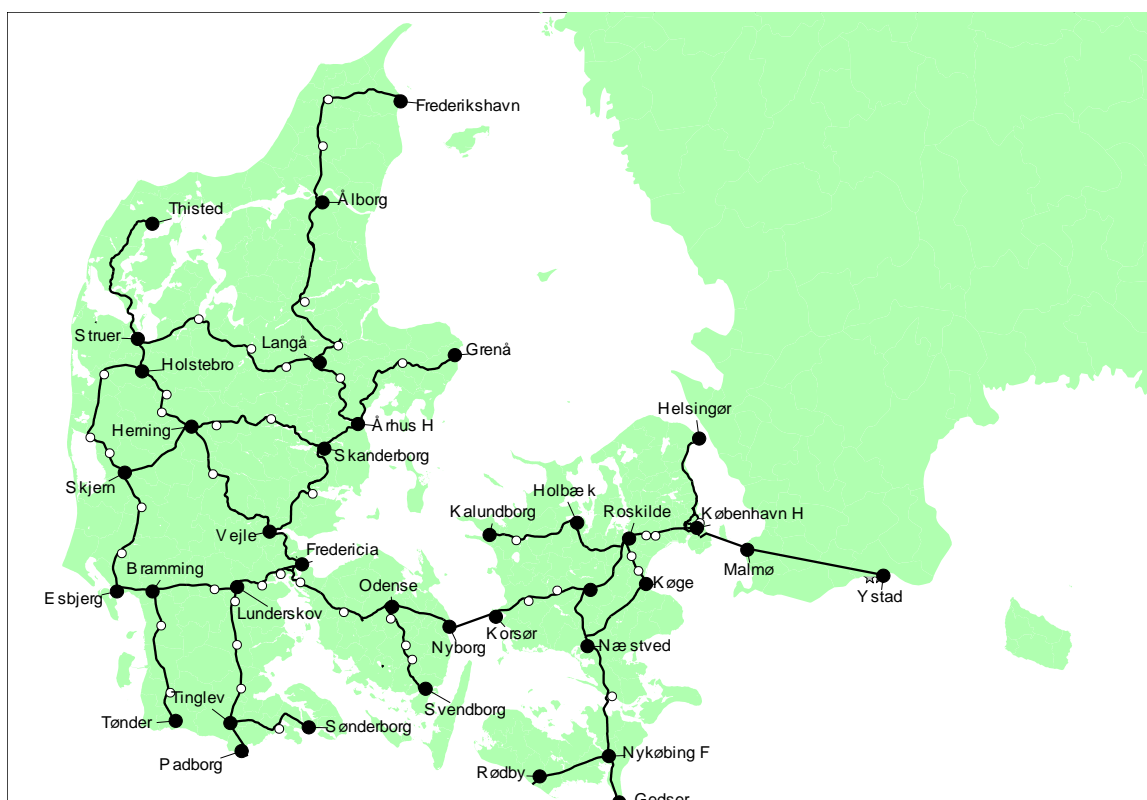 Frederikshavn
Ålborg
Thisted
Struer
Holstebro
Langå
Grenå
Herning
Århus H
Skanderborg
Helsingør
Skjern
Kalundborg
Holbæk
Roskilde
København H
Vejle
Fredericia
Malmø
Ystad
Køge
Esbjerg
Bramming
Lunderskov
Odense
Nyborg
Korsør
Næstved
Tønder
Tinglev
Sønderborg
Svendborg
Padborg
Rødby
Nykøbing F
Gedser